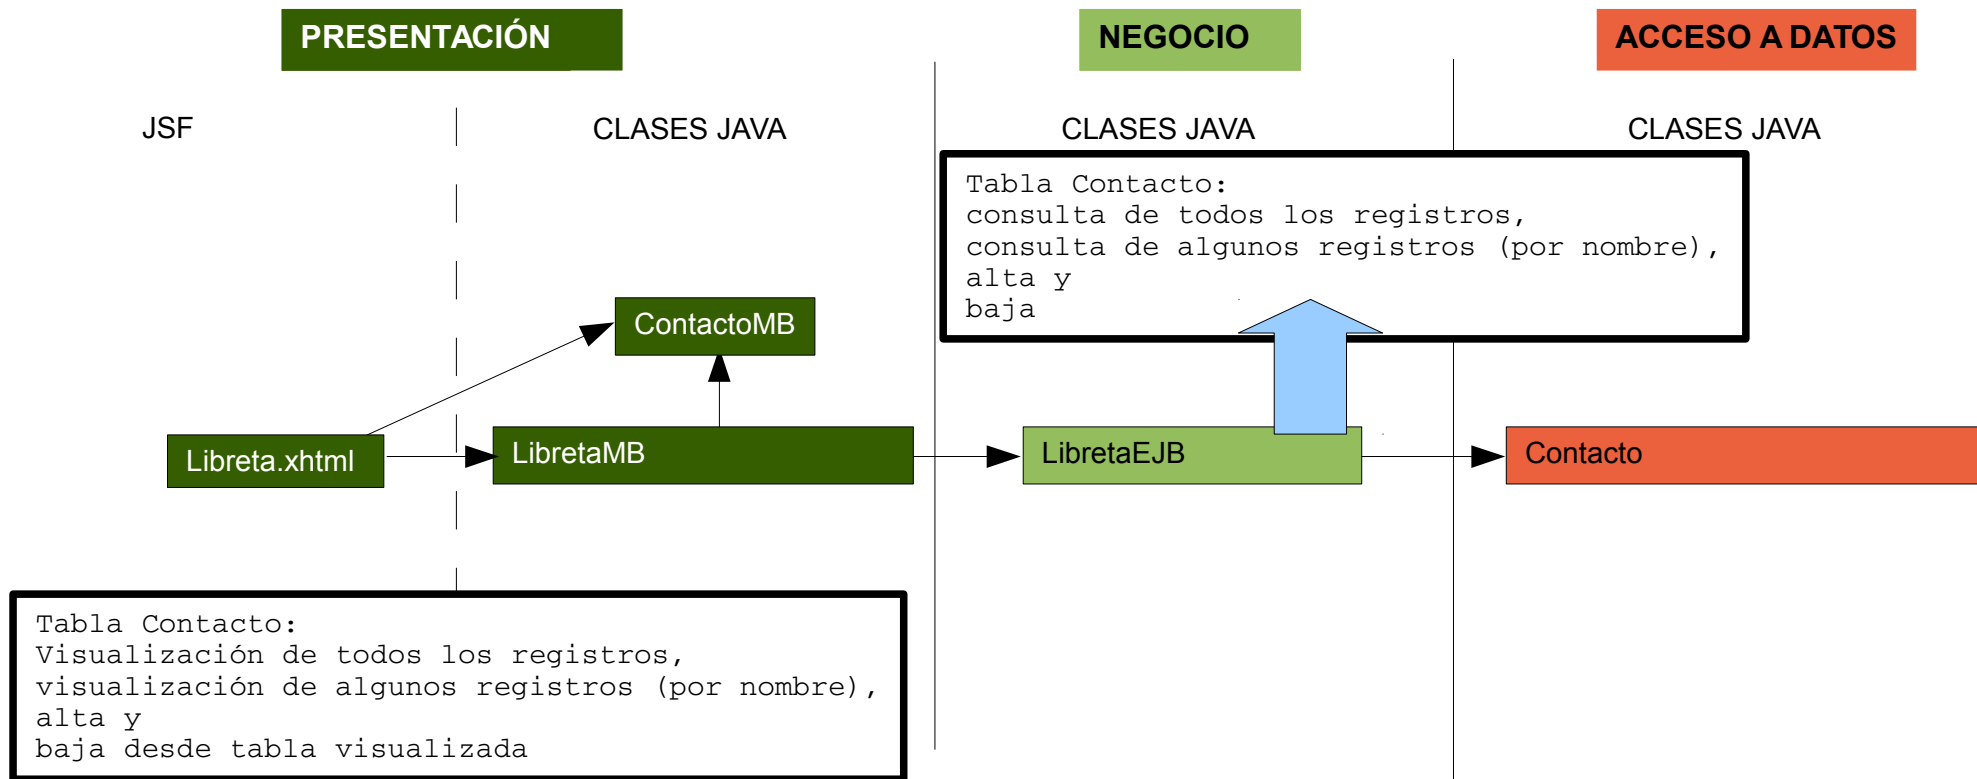 PRESENTACIÓN
NEGOCIO
ACCESO A DATOS
JSF
CLASES JAVA
CLASES JAVA
CLASES JAVA
Tabla Contacto:
consulta de todos los registros,
consulta de algunos registros (por nombre),
alta y
baja
ContactoMB
Libreta.xhtml
LibretaMB
LibretaEJB
Contacto
Tabla Contacto:
Visualización de todos los registros,
visualización de algunos registros (por nombre),
alta y
baja desde tabla visualizada